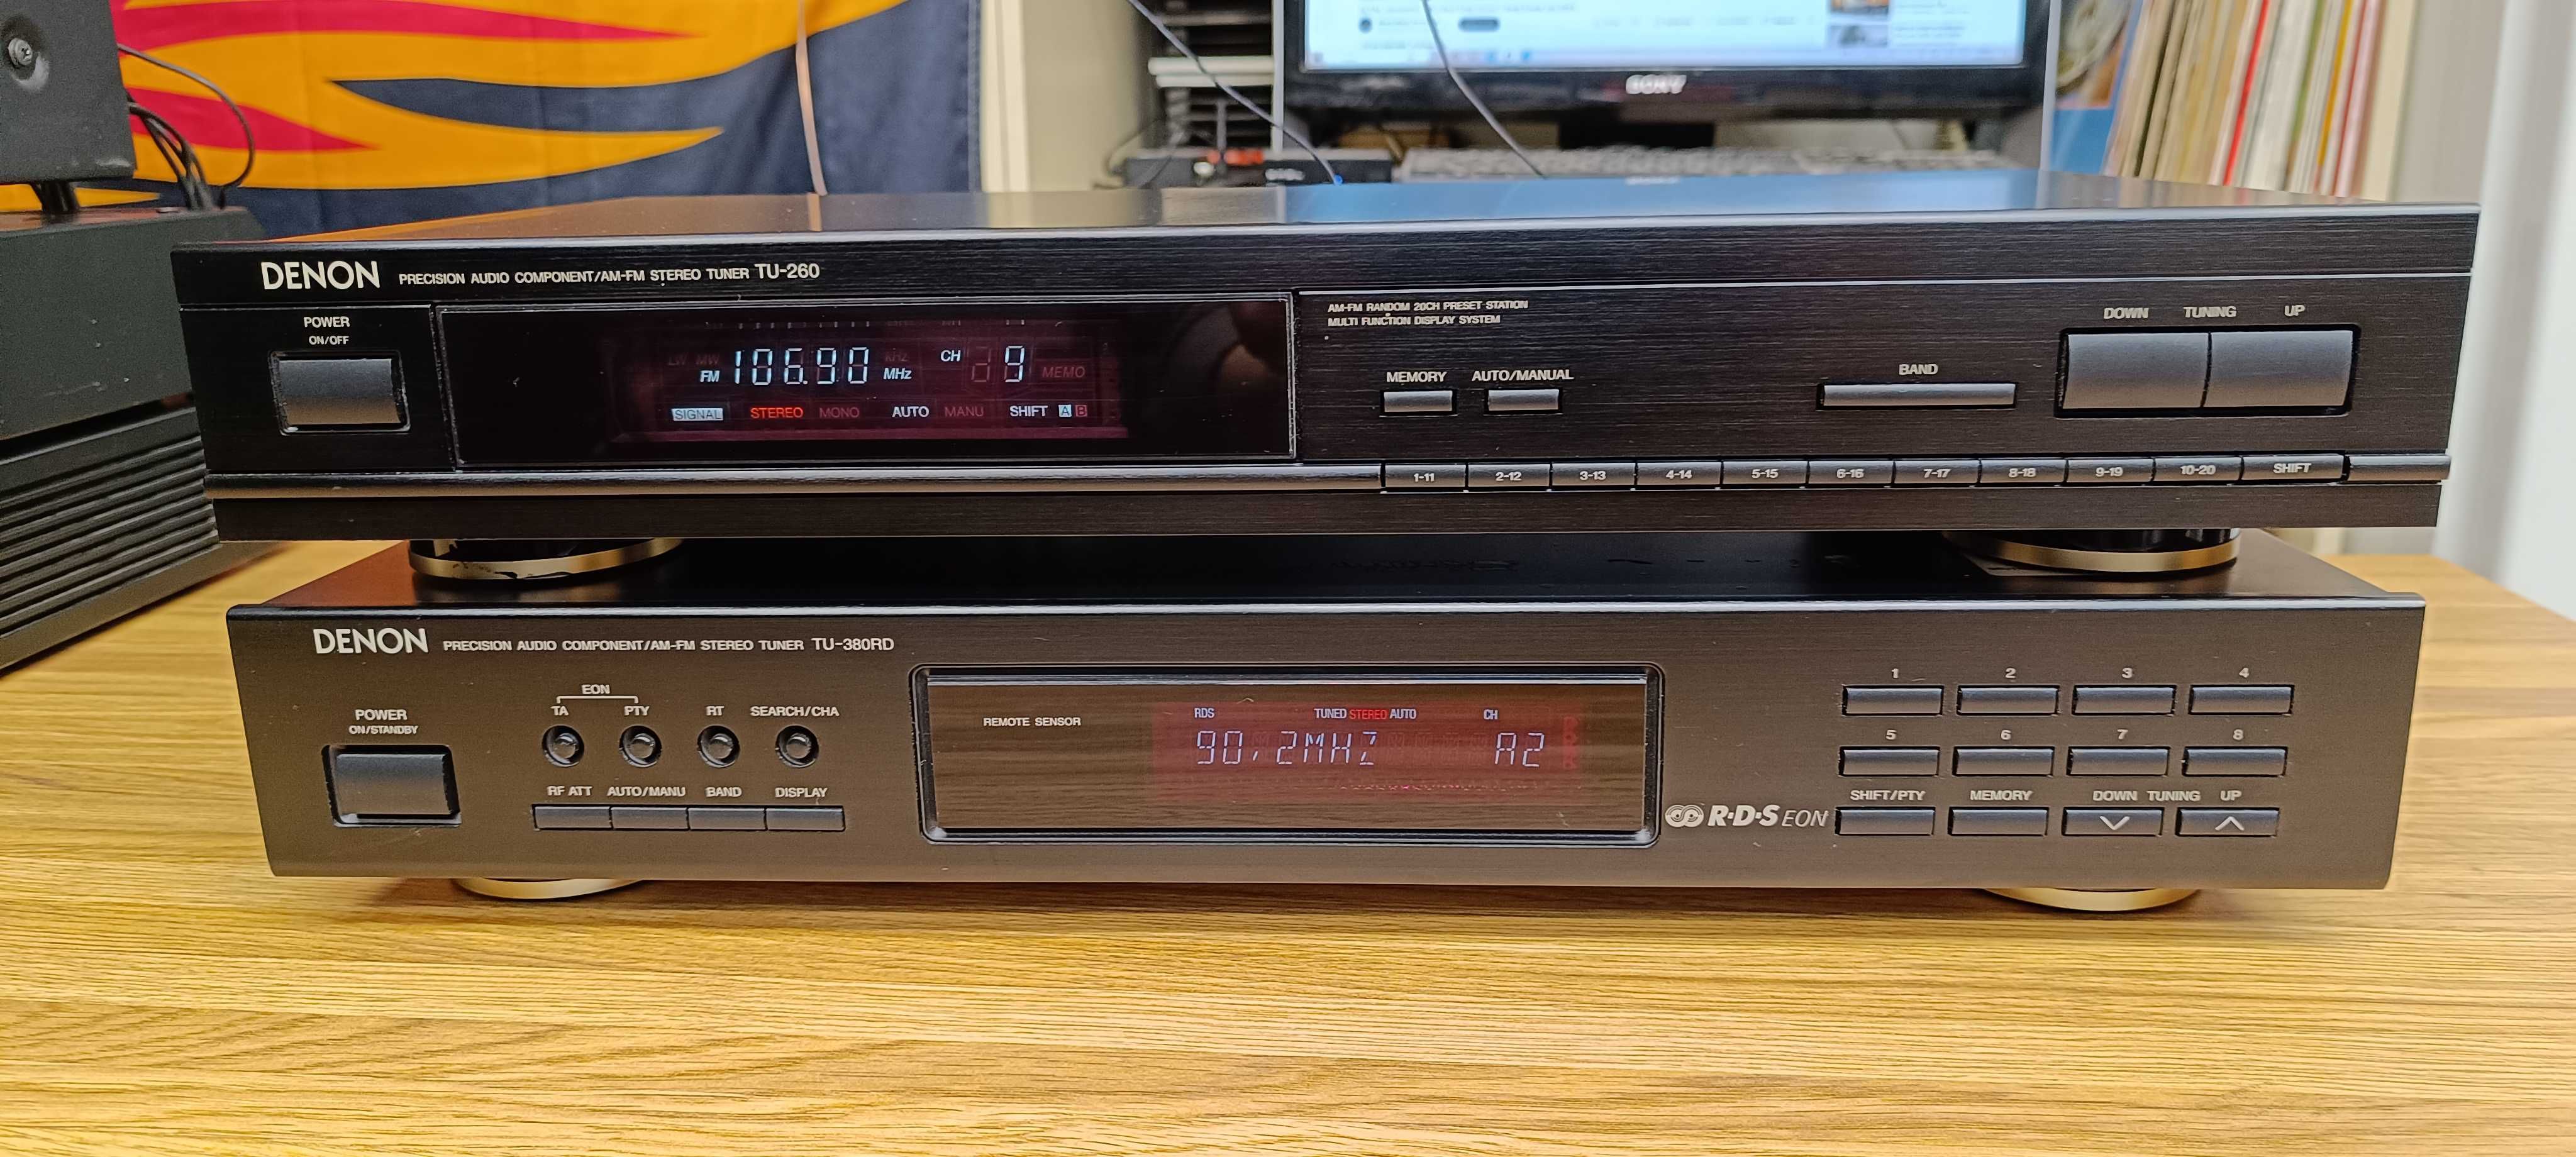 SONY
DENON PRECISION AUDIO COMPONENT/AM-FM STEREO TUNER TU-260
POWER
ON/OFF
LW MW
FM 106.90 kHz
MHz
CH 9 MEMO
SIGNAL STEREO MONO AUTO MANU SHIFT A B
AM-FM RANDOM 20CH PRESET STATION
MULTI FUNCTION DISPLAY SYSTEM
MEMORY AUTO/MANUAL
BAND
DOWN TUNING UP
1-11 2-12 3-13 4-14 5-15 6-16 7-17 8-18 9-19 10-20 SHIFT
DENON PRECISION AUDIO COMPONENT/AM-FM STEREO TUNER TU-380RD
POWER
ON/STANDBY
EON
TA PTY RT SEARCH/CHA
RF ATT AUTO/MANU BAND DISPLAY
REMOTE SENSOR
RDS TUNED STEREO AUTO CH
90.2MHZ A2
R·D·S EON
1 2 3 4
5 6 7 8
SHIFT/PTY MEMORY DOWN TUNING UP